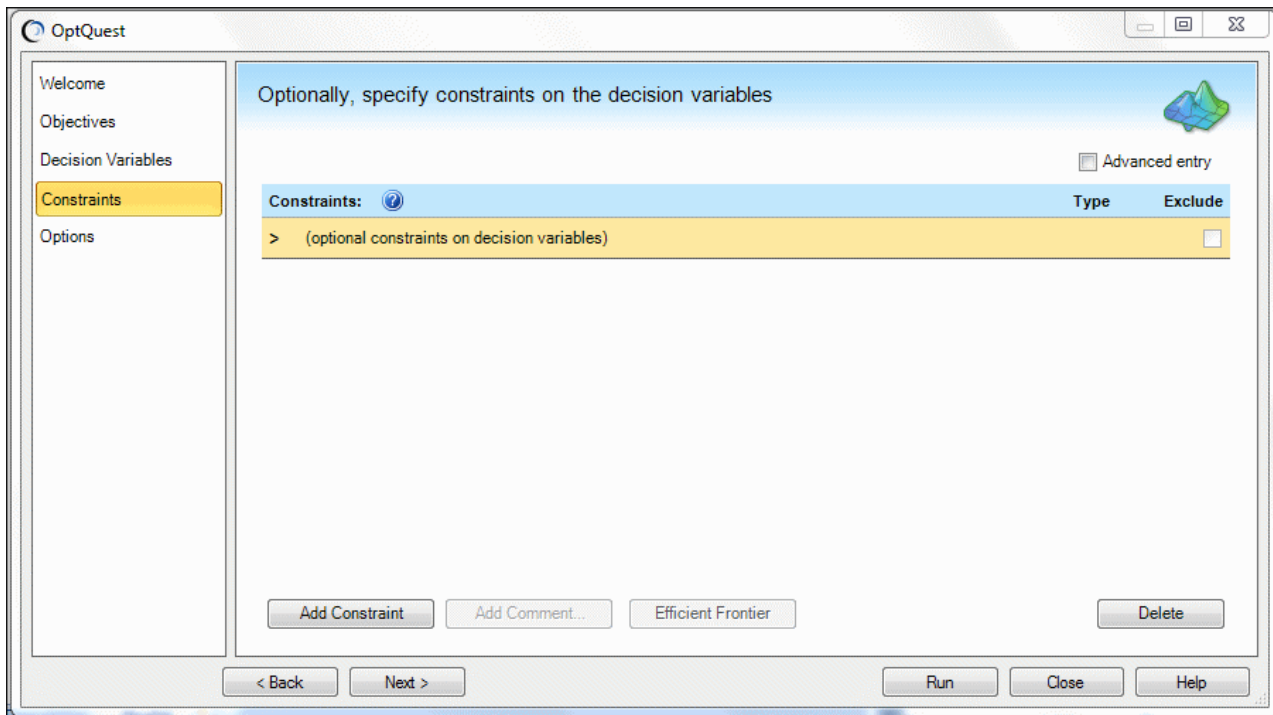 OptQuest
Welcome
Objectives
Decision Variables
Constraints
Options
Optionally, specify constraints on the decision variables
Advanced entry
Constraints: ? Type Exclude
> (optional constraints on decision variables)
Add Constraint Add Comment... Efficient Frontier Delete
< Back Next > Run Close Help